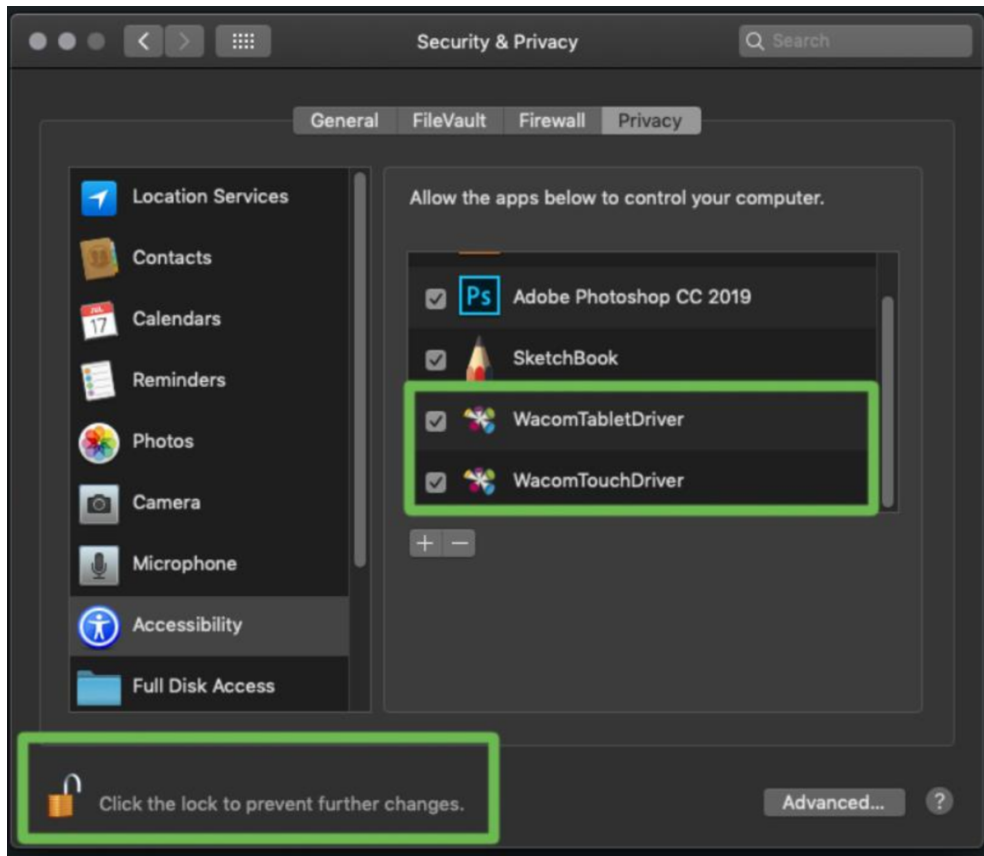 Security & Privacy
Search
General FileVault Firewall Privacy
Location Services
Contacts
JUL
17
Calendars
Reminders
Photos
Camera
Microphone
Accessibility
Full Disk Access
Allow the apps below to control your computer.
Ps
Adobe Photoshop CC 2019
SketchBook
WacomTabletDriver
WacomTouchDriver
+ −
Click the lock to prevent further changes.
Advanced...
?